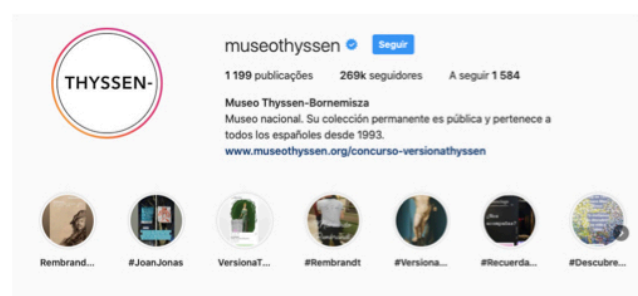 THYSSEN-
museothyssen
Seguir
1 199 publicações 269k seguidores A seguir 1 584
Museo Thyssen-Bornemisza
Museo nacional. Su colección permanente es pública y pertenece a
todos los españoles desde 1993.
www.museothyssen.org/concurso-versionathyssen
Rembrand... #JoanJonas VersionaT... #Rembrandt #Versiona... #Recuerda... #Descubre...